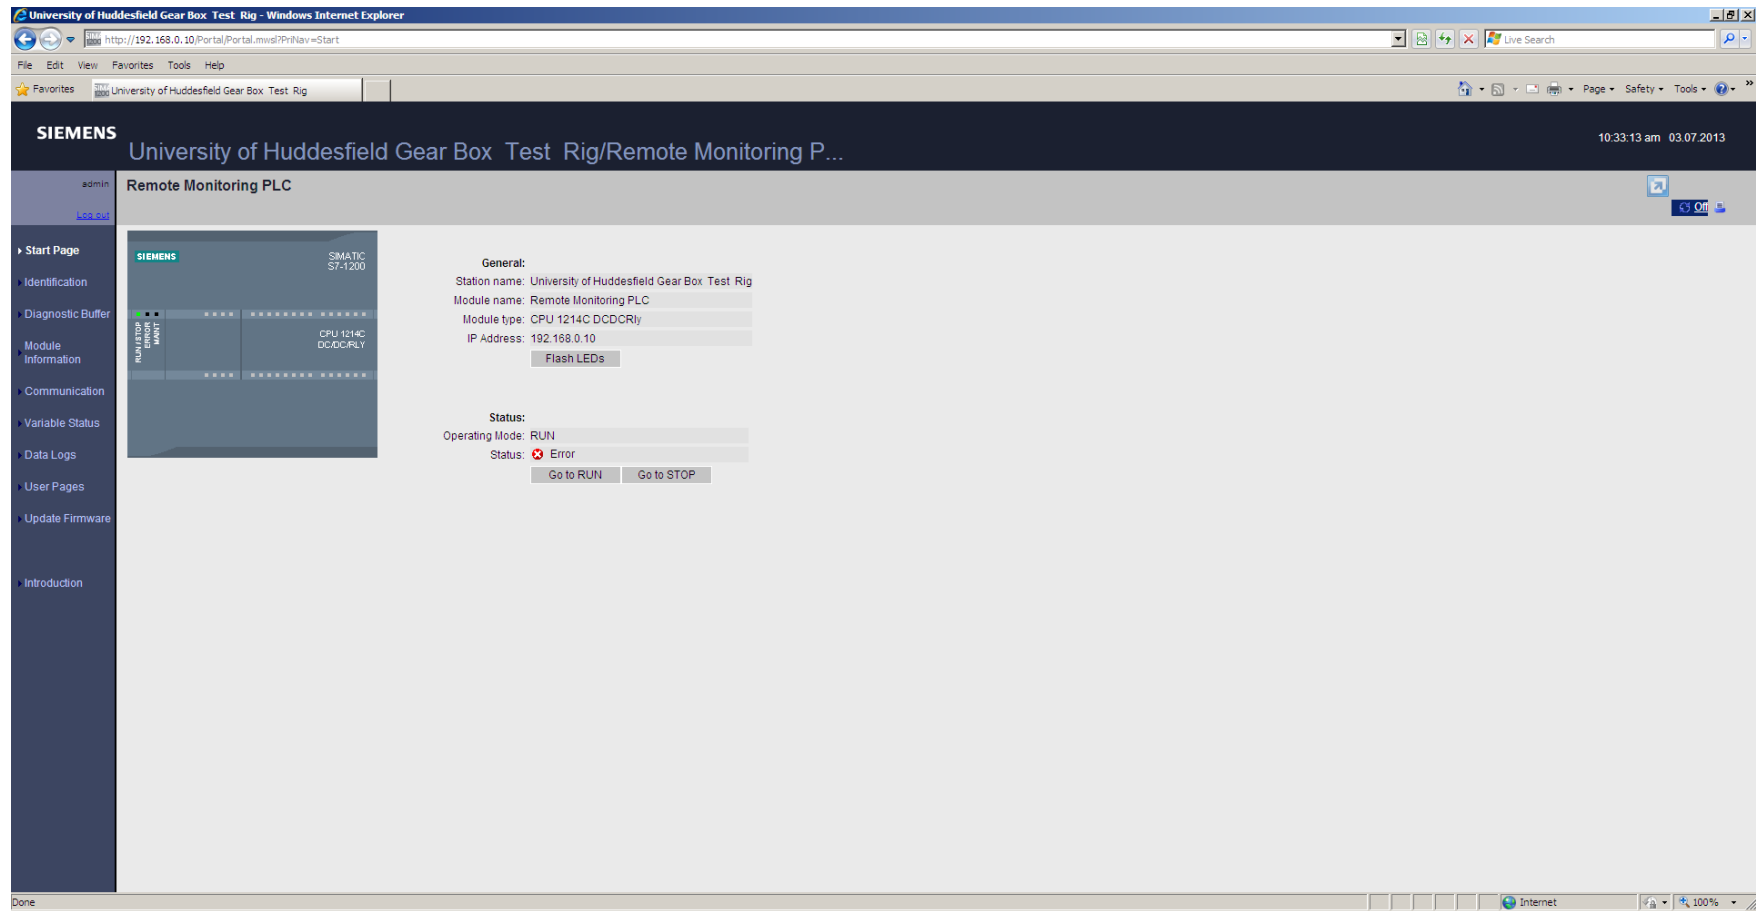 University of Huddesfield Gear Box Test Rig - Windows Internet Explorer
http://192.168.0.10/Portal/Portal.mwsl?PriNav=Start
Live Search
File Edit View Favorites Tools Help
Favorites
University of Huddesfield Gear Box Test Rig
Page Safety Tools
SIEMENS
University of Huddesfield Gear Box Test Rig/Remote Monitoring P...
10:33:13 am 03.07.2013
admin
Log out
Remote Monitoring PLC
Off
Start Page
Identification
Diagnostic Buffer
Module
Information
Communication
Variable Status
Data Logs
User Pages
Update Firmware
Introduction
SIEMENS
SIMATIC
S7-1200
RUN / STOP
ERROR
MAINT
CPU 1214C
DC/DC/RLY
General:
Station name: University of Huddesfield Gear Box Test Rig
Module name: Remote Monitoring PLC
Module type: CPU 1214C DCDCRly
IP Address: 192.168.0.10
Flash LEDs
Status:
Operating Mode: RUN
Status: Error
Go to RUN Go to STOP
Done
Internet
100%